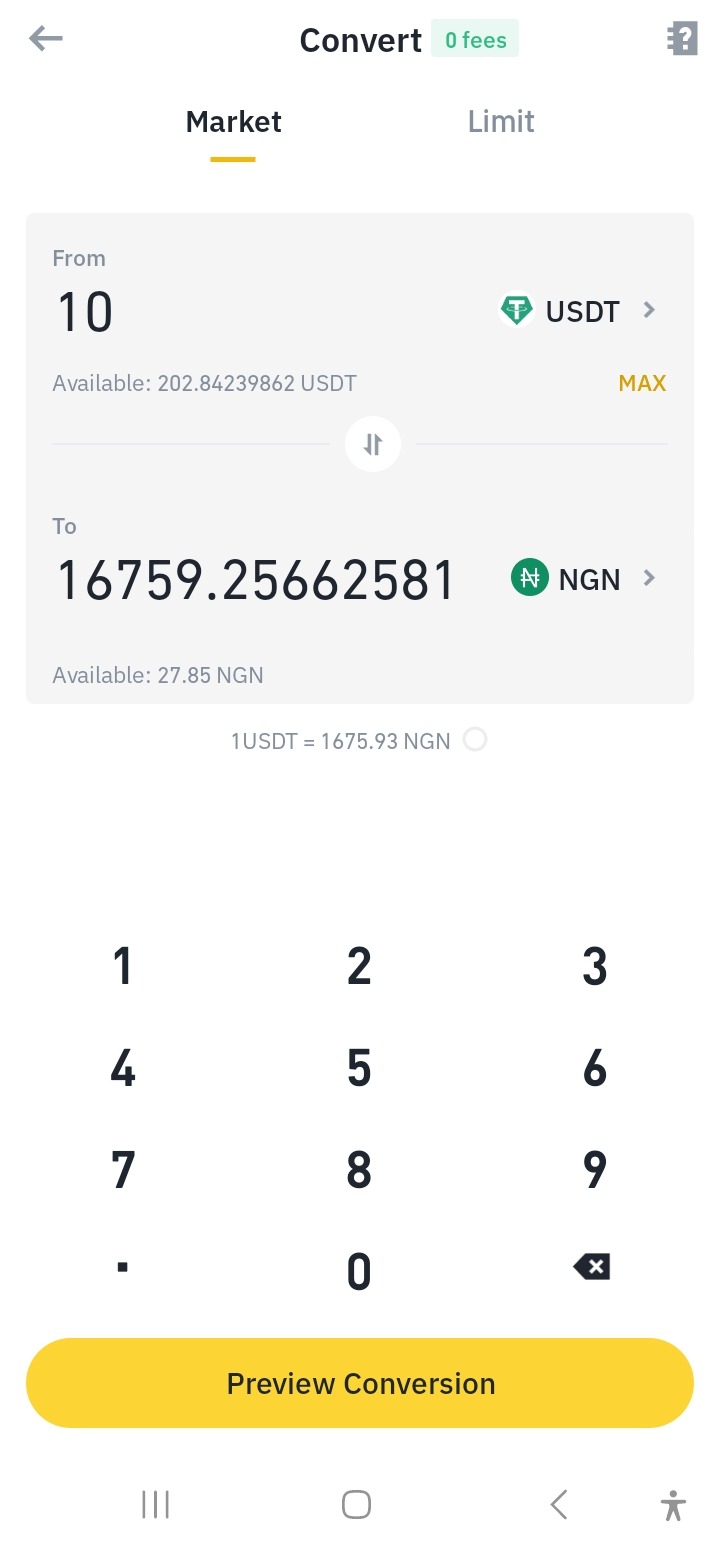 Convert 0 fees
Market Limit
From
10 USDT
Available: 202.84239862 USDT MAX
To
16759.25662581 NGN
Available: 27.85 NGN
1USDT = 1675.93 NGN
1 2 3
4 5 6
7 8 9
. 0
Preview Conversion